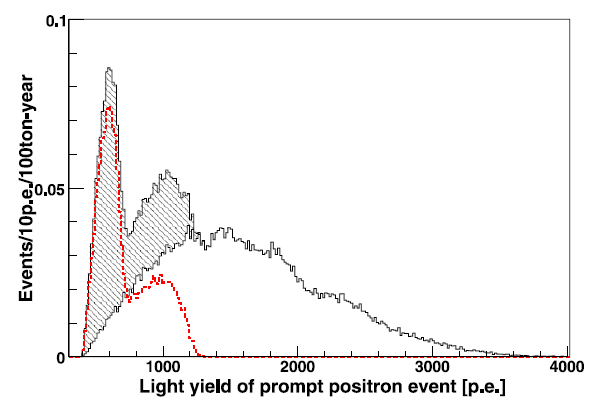 0.1
0.05
0
Events/10p.e./100ton-year
1000 2000 3000 4000
Light yield of prompt positron event [p.e.]